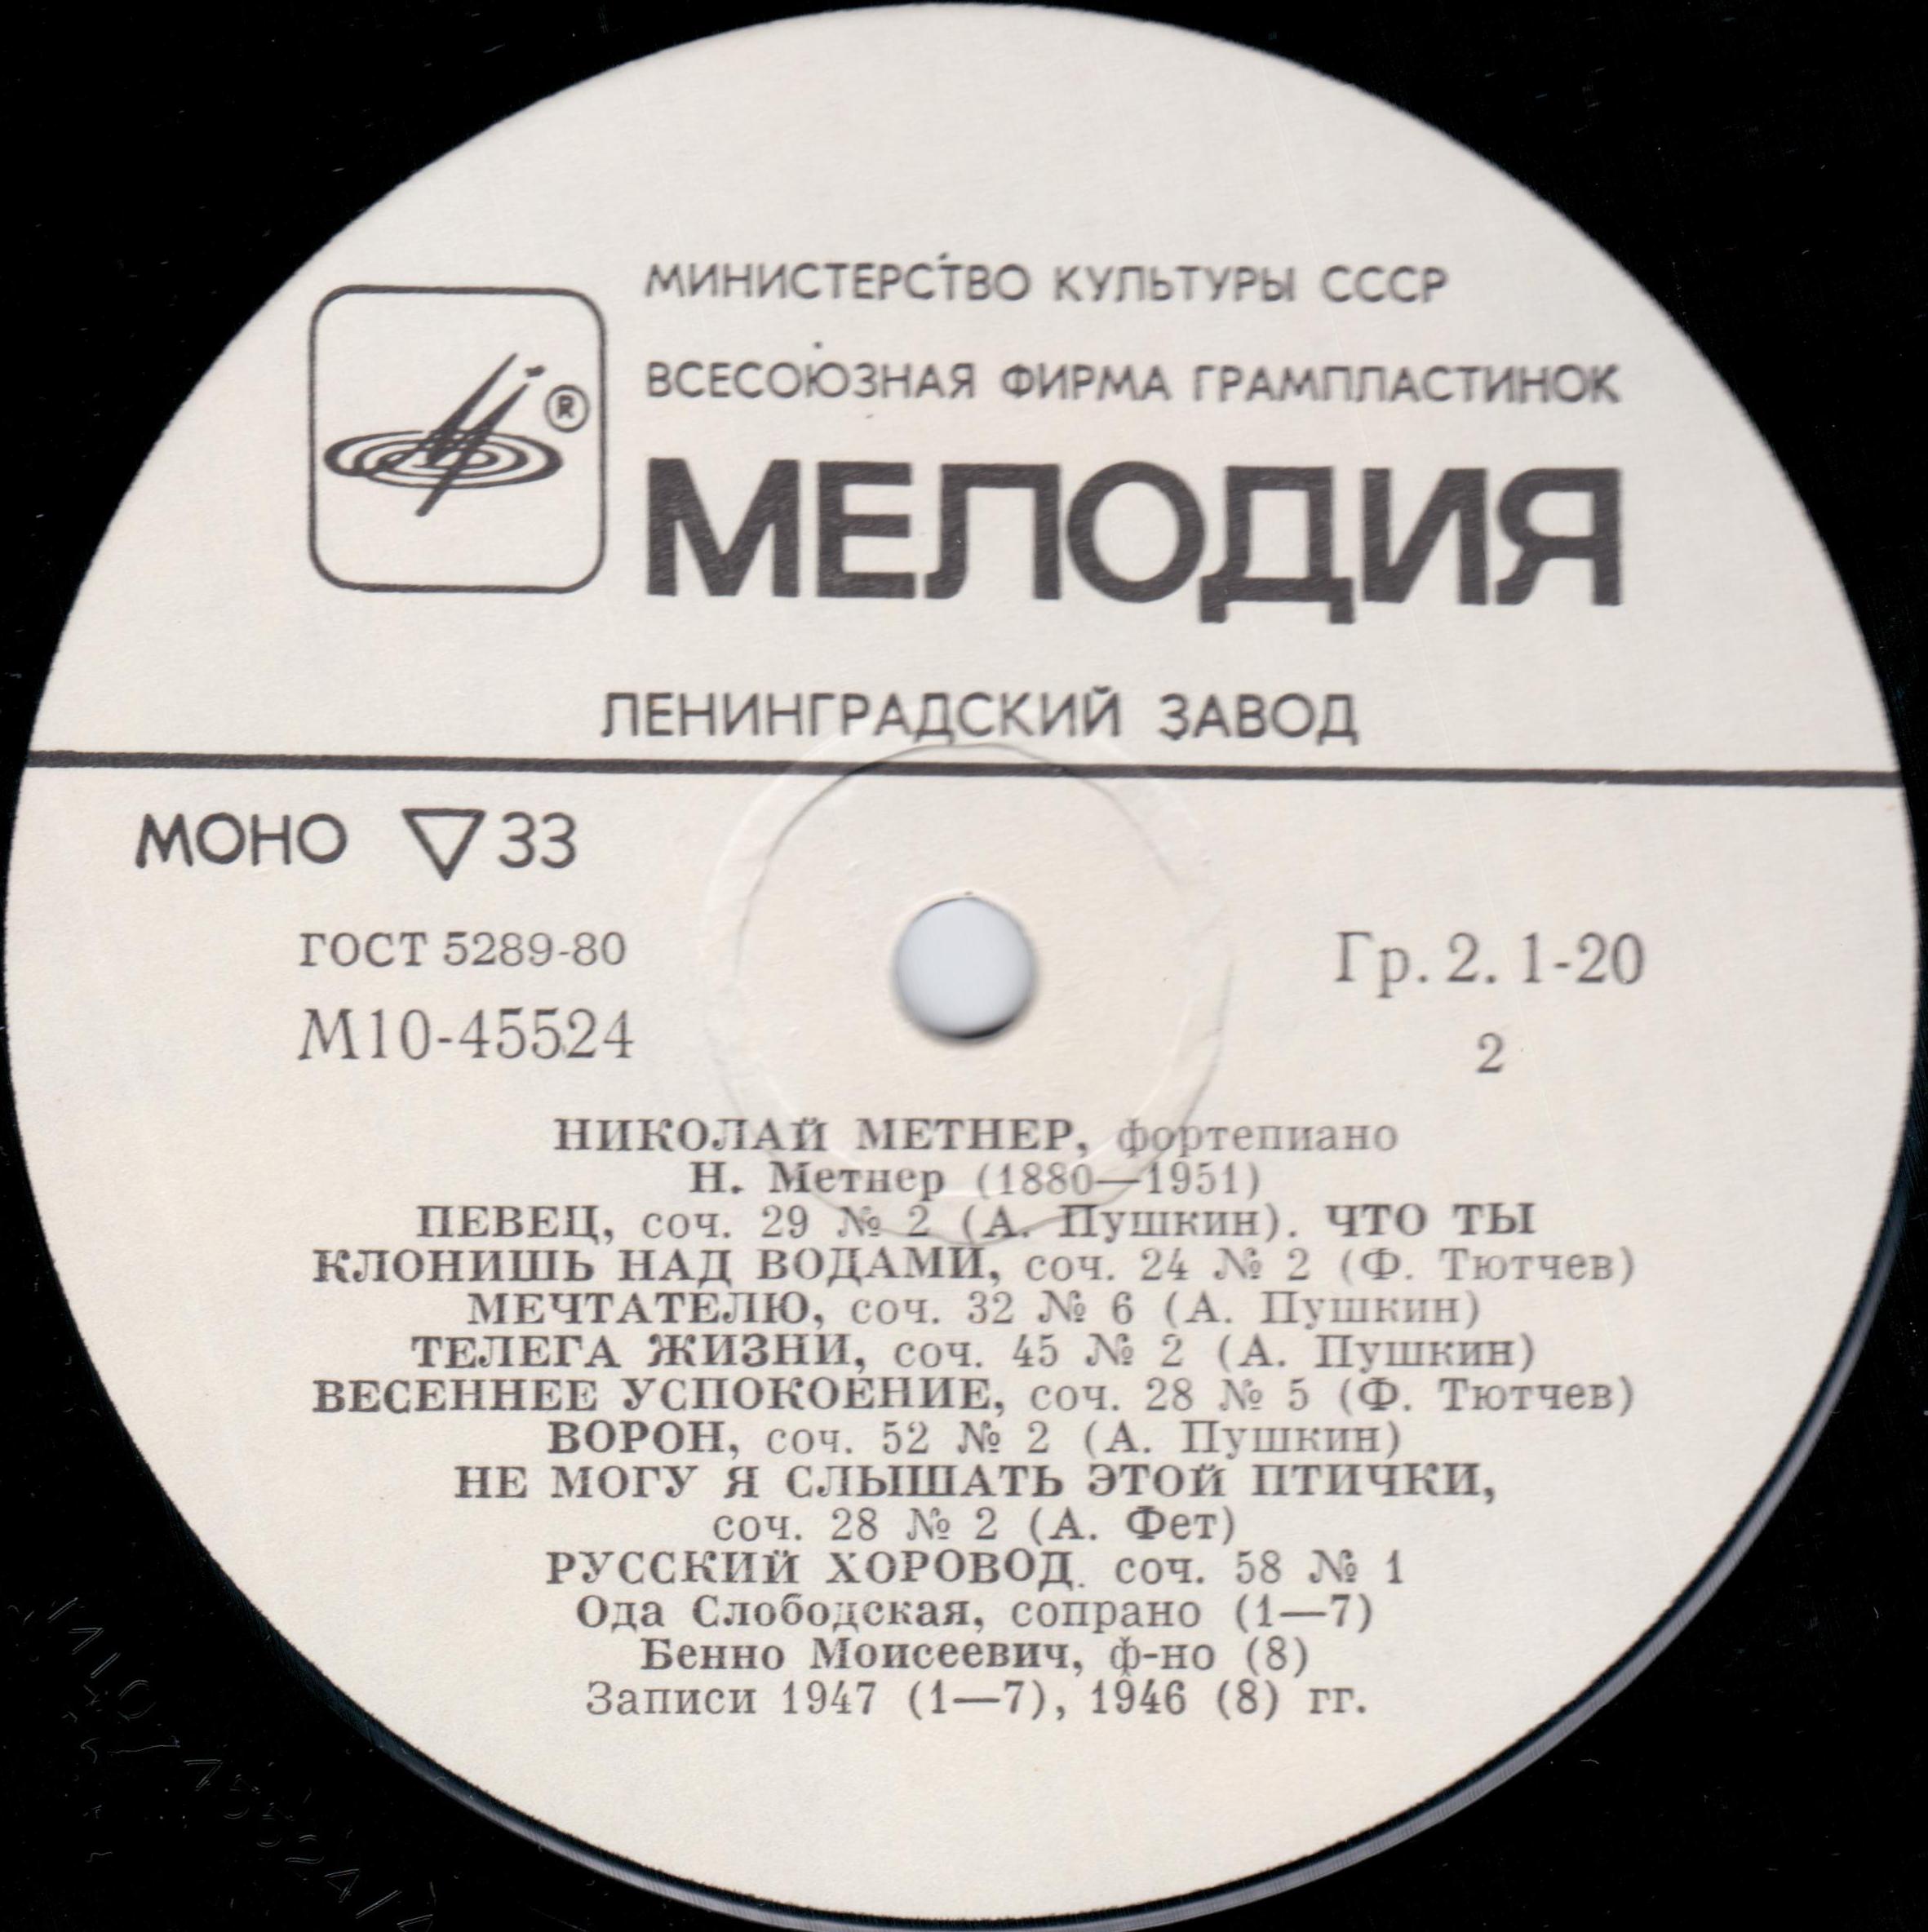 МИНИСТЕРСТВО КУЛЬТУРЫ СССР
ВСЕСОЮЗНАЯ ФИРМА ГРАМПЛАСТИНОК
®
МЕЛОДИЯ
ЛЕНИНГРАДСКИЙ ЗАВОД
МОНО ▽ 33
ГОСТ 5289-80
Гр. 2. 1-20
М10-45524
2
НИКОЛАЙ МЕТНЕР, фортепиано
Н. Метнер (1880—1951)
ПЕВЕЦ, соч. 29 № 2 (А. Пушкин). ЧТО ТЫ
КЛОНИШЬ НАД ВОДАМИ, соч. 24 № 2 (Ф. Тютчев)
МЕЧТАТЕЛЮ, соч. 32 № 6 (А. Пушкин)
ТЕЛЕГА ЖИЗНИ, соч. 45 № 2 (А. Пушкин)
ВЕСЕННЕЕ УСПОКОЕНИЕ, соч. 28 № 5 (Ф. Тютчев)
ВОРОН, соч. 52 № 2 (А. Пушкин)
НЕ МОГУ Я СЛЫШАТЬ ЭТОЙ ПТИЧКИ,
соч. 28 № 2 (А. Фет)
РУССКИЙ ХОРОВОД. соч. 58 № 1
Ода Слободская, сопрано (1—7)
Бенно Моисеевич, ф-но (8)
Записи 1947 (1—7), 1946 (8) гг.